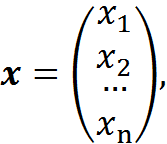 x = (
x₁
x₂
...
xₙ
),